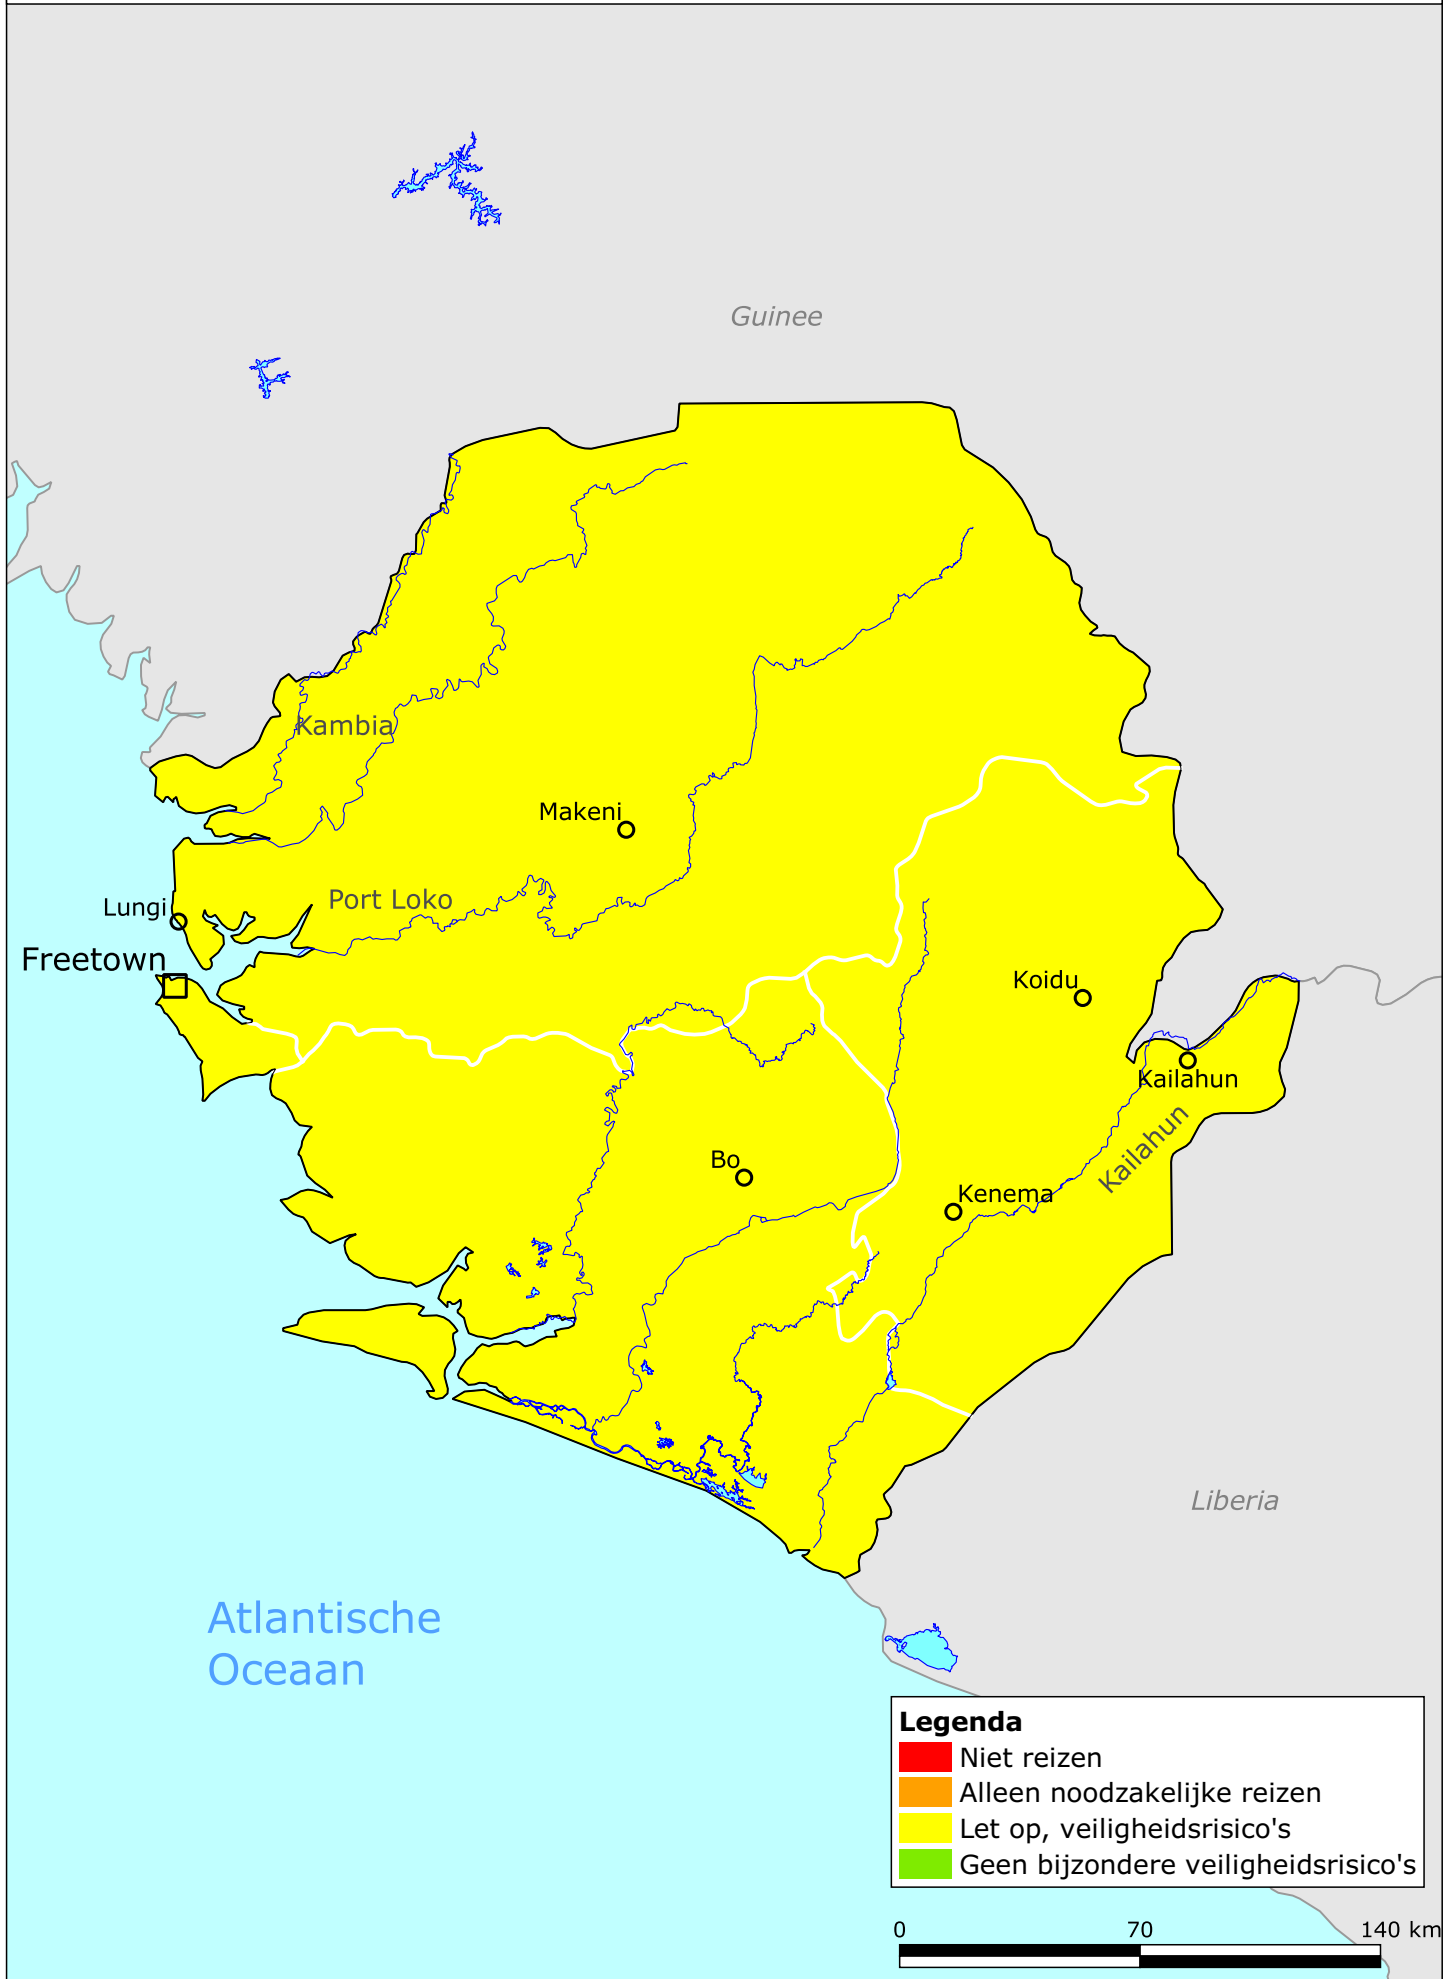 Guinee
Kambia
Makeni
Port Loko
Lungi
Freetown
Koidu
Kailahun
Kailahun
Bo
Kenema
Liberia
Atlantische
Oceaan
Legenda
Niet reizen
Alleen noodzakelijke reizen
Let op, veiligheidsrisico's
Geen bijzondere veiligheidsrisico's
0 70 140 km